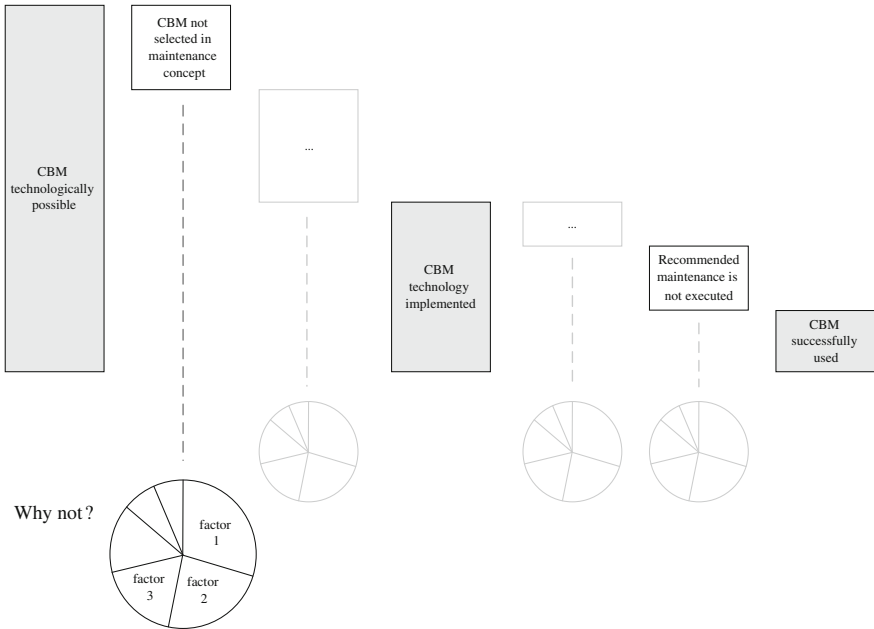 CBM
technologically
possible
CBM not
selected in
maintenance
concept
...
CBM
technology
implemented
...
Recommended
maintenance is
not executed
CBM
successfully
used
Why not?
factor
1
factor
2
factor
3